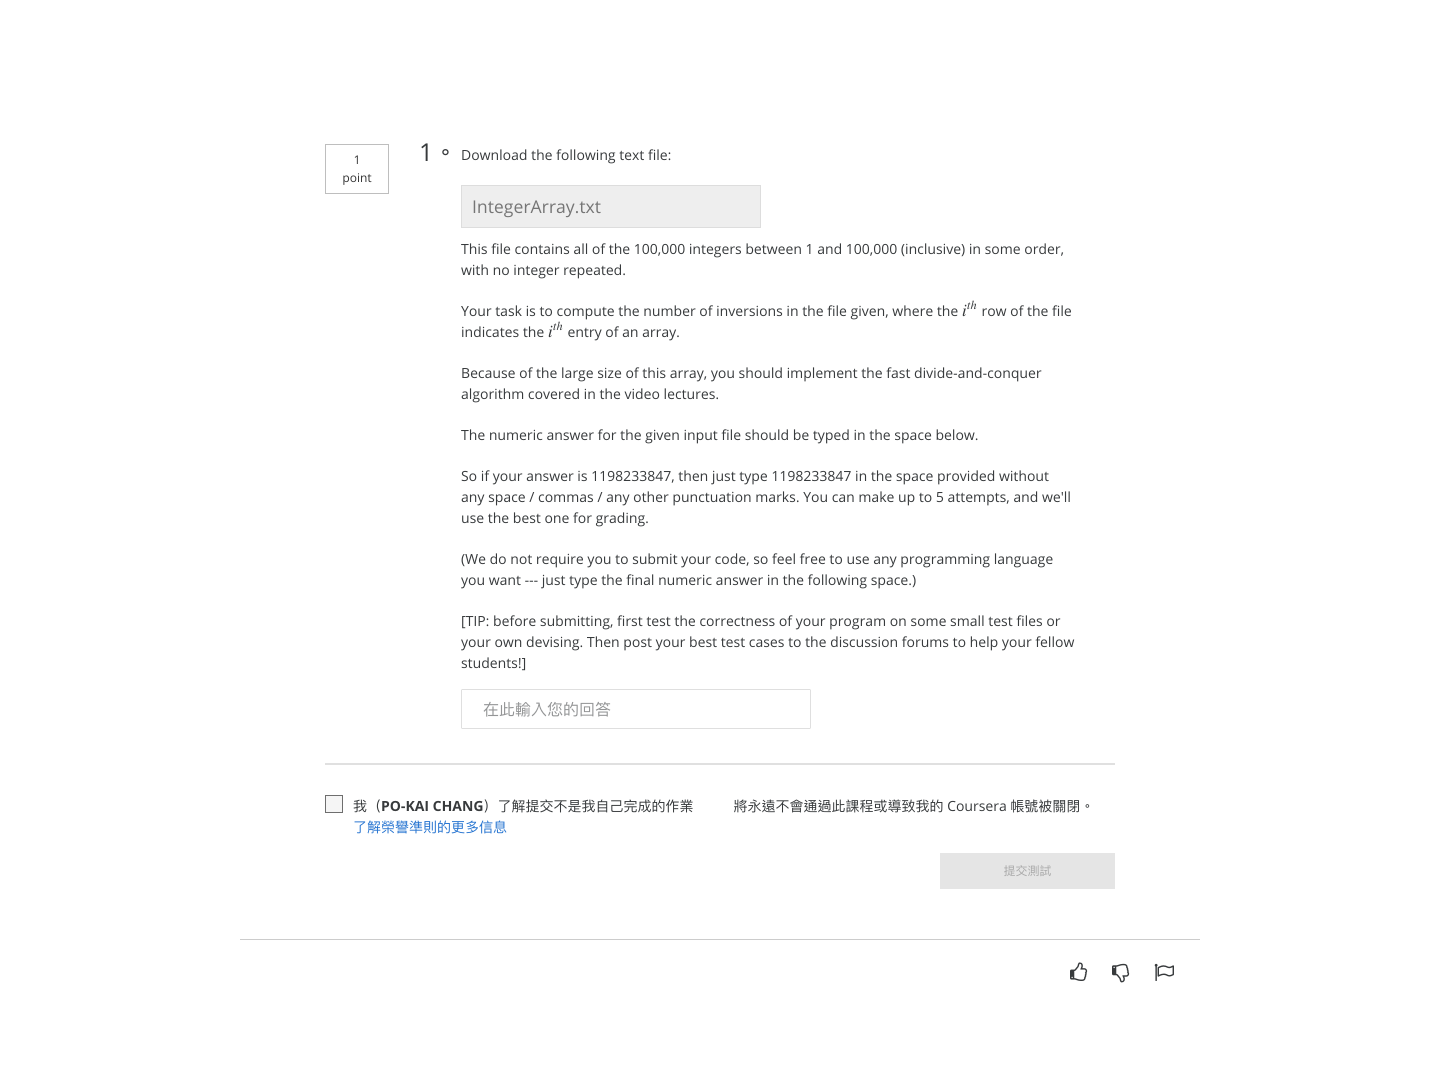 1
point
1。
Download the following text file:
IntegerArray.txt
This file contains all of the 100,000 integers between 1 and 100,000 (inclusive) in some order,
with no integer repeated.
Your task is to compute the number of inversions in the file given, where the i^th row of the file
indicates the i^th entry of an array.
Because of the large size of this array, you should implement the fast divide-and-conquer
algorithm covered in the video lectures.
The numeric answer for the given input file should be typed in the space below.
So if your answer is 1198233847, then just type 1198233847 in the space provided without
any space / commas / any other punctuation marks. You can make up to 5 attempts, and we'll
use the best one for grading.
(We do not require you to submit your code, so feel free to use any programming language
you want --- just type the final numeric answer in the following space.)
[TIP: before submitting, first test the correctness of your program on some small test files or
your own devising. Then post your best test cases to the discussion forums to help your fellow
students!]
在此輸入您的回答
我（PO-KAI CHANG）了解提交不是我自己完成的作業 將永遠不會通過此課程或導致我的 Coursera 帳號被關閉。
了解榮譽準則的更多信息
提交測試